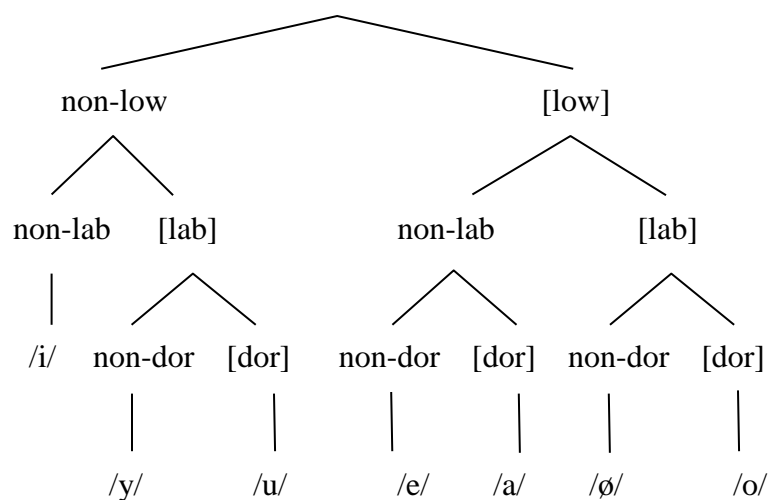 non-low [low]
non-lab [lab] non-lab [lab]
/i/ non-dor [dor] non-dor [dor] non-dor [dor]
/y/ /u/ /e/ /a/ /ø/ /o/